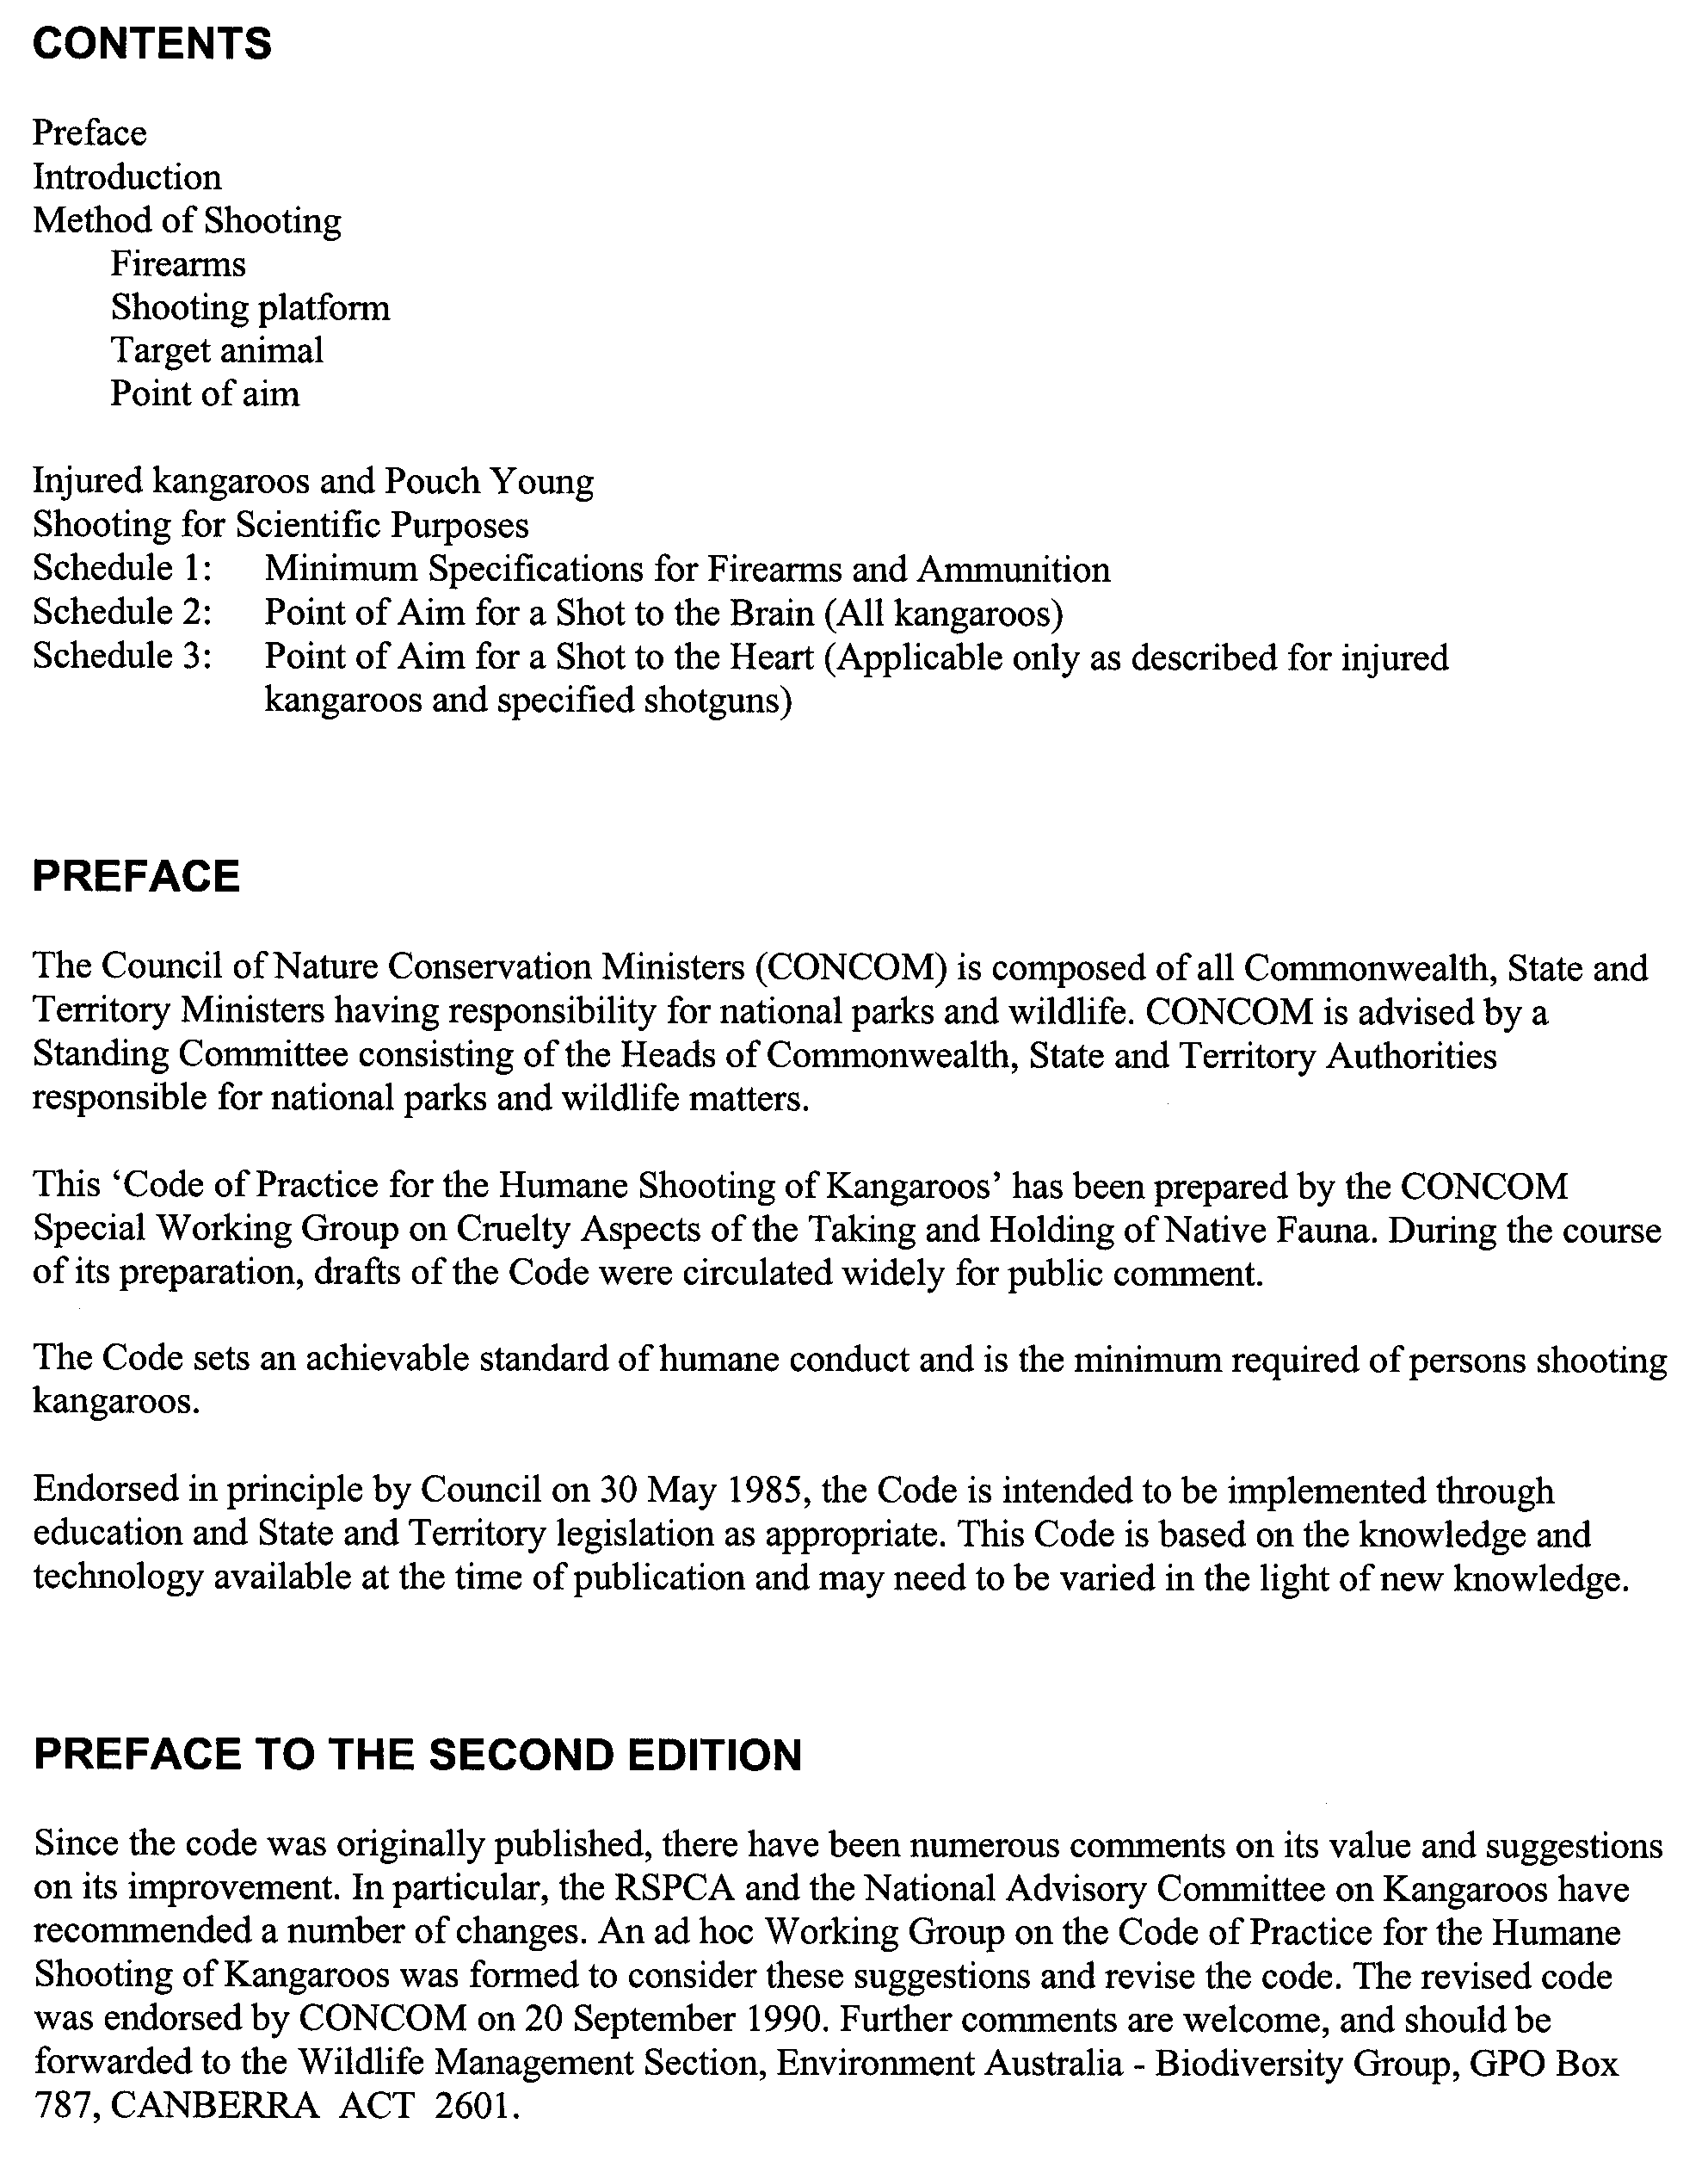 CONTENTS
Preface
Introduction
Method of Shooting
Firearms
Shooting platform
Target animal
Point of aim
Injured kangaroos and Pouch Young
Shooting for Scientific Purposes
Schedule 1: Minimum Specifications for Firearms and Ammunition
Schedule 2: Point of Aim for a Shot to the Brain (All kangaroos)
Schedule 3: Point of Aim for a Shot to the Heart (Applicable only as described for injured
kangaroos and specified shotguns)
PREFACE
The Council of Nature Conservation Ministers (CONCOM) is composed of all Commonwealth, State and
Territory Ministers having responsibility for national parks and wildlife. CONCOM is advised by a
Standing Committee consisting of the Heads of Commonwealth, State and Territory Authorities
responsible for national parks and wildlife matters.
This ‘Code of Practice for the Humane Shooting of Kangaroos’ has been prepared by the CONCOM
Special Working Group on Cruelty Aspects of the Taking and Holding of Native Fauna. During the course
of its preparation, drafts of the Code were circulated widely for public comment.
The Code sets an achievable standard of humane conduct and is the minimum required of persons shooting
kangaroos.
Endorsed in principle by Council on 30 May 1985, the Code is intended to be implemented through
education and State and Territory legislation as appropriate. This Code is based on the knowledge and
technology available at the time of publication and may need to be varied in the light of new knowledge.
PREFACE TO THE SECOND EDITION
Since the code was originally published, there have been numerous comments on its value and suggestions
on its improvement. In particular, the RSPCA and the National Advisory Committee on Kangaroos have
recommended a number of changes. An ad hoc Working Group on the Code of Practice for the Humane
Shooting of Kangaroos was formed to consider these suggestions and revise the code. The revised code
was endorsed by CONCOM on 20 September 1990. Further comments are welcome, and should be
forwarded to the Wildlife Management Section, Environment Australia - Biodiversity Group, GPO Box
787, CANBERRA ACT 2601.